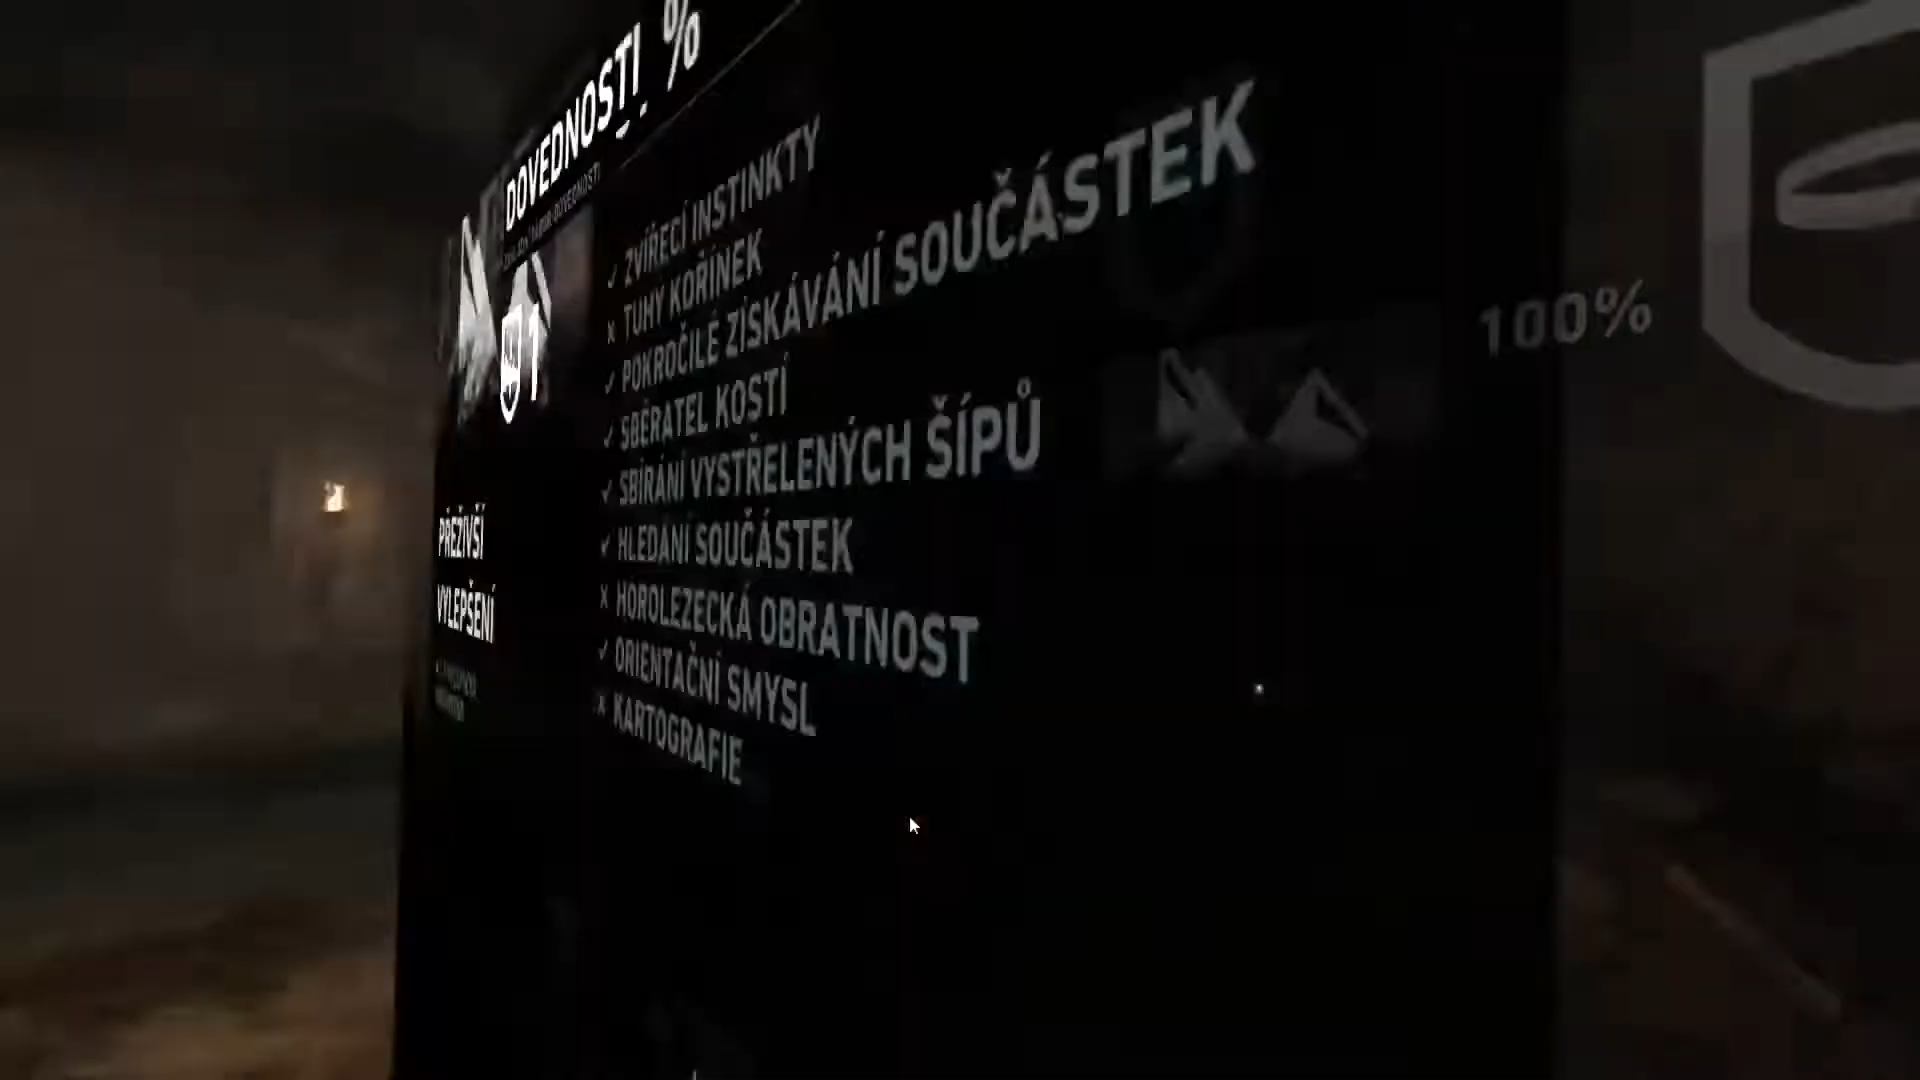 DOVEDNOSTI %
1
PŘEŽIVŠÍ
VYLEPŠENÍ
✓ ZVÍŘECÍ INSTINKTY
x TUHÝ KOŘÍNEK
✓ POKROČILÉ ZÍSKÁVÁNÍ SOUČÁSTEK
✓ SBĚRATEL KOSTÍ
✓ SBÍRÁNÍ VYSTŘELENÝCH ŠÍPŮ
✓ HLEDÁNÍ SOUČÁSTEK
x HOROLEZECKÁ OBRATNOST
✓ ORIENTAČNÍ SMYSL
x KARTOGRAFIE
100%